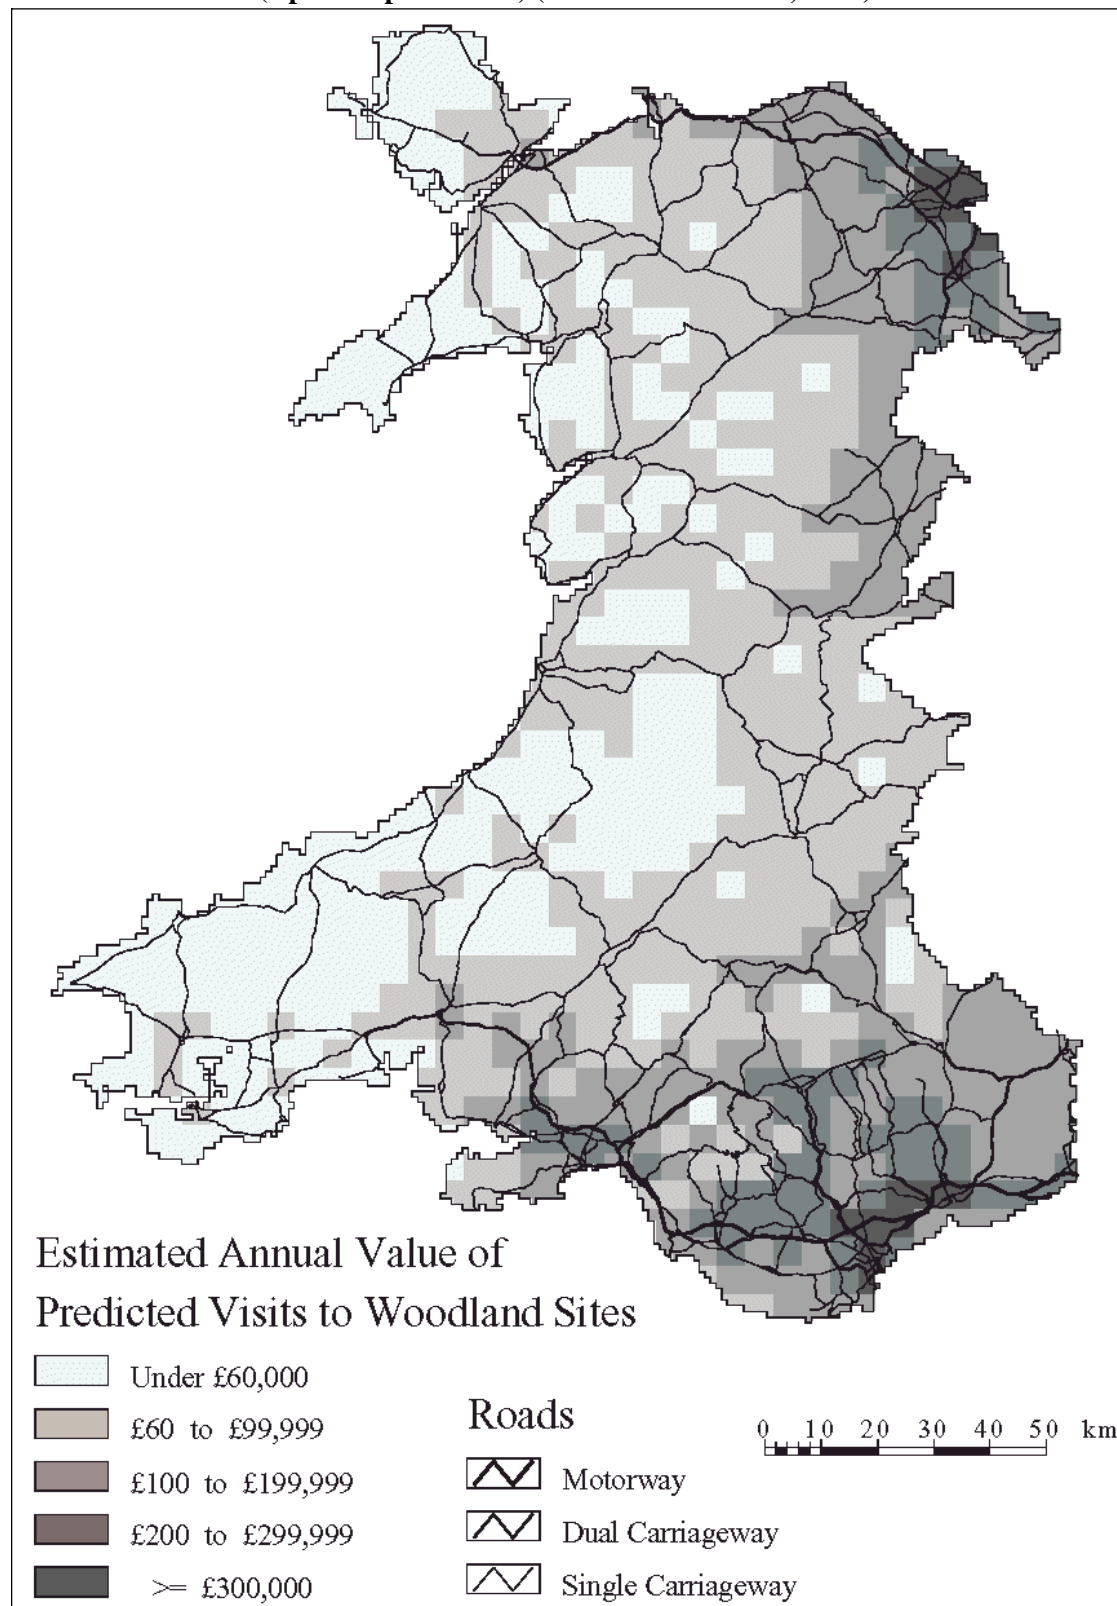 Estimated Annual Value of
Predicted Visits to Woodland Sites
Under £60,000
£60 to £99,999
£100 to £199,999
£200 to £299,999
>= £300,000
Roads
Motorway
Dual Carriageway
Single Carriageway
0 10 20 30 40 50 km